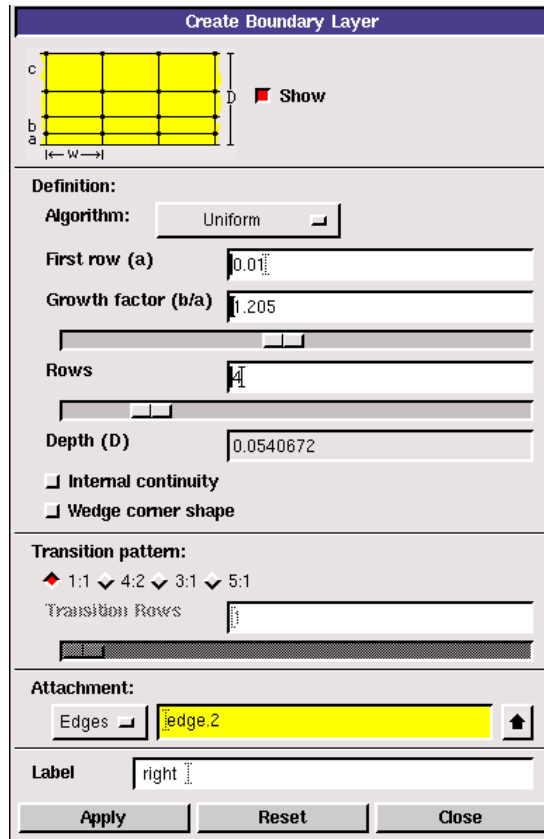 Create Boundary Layer
c
D
Show
b
a
W
Definition:
Algorithm: Uniform
First row (a) 0.01
Growth factor (b/a) 1.205
Rows 4
Depth (D) 0.0540672
Internal continuity
Wedge corner shape
Transition pattern:
1:1 4:2 3:1 5:1
Transition Rows 1
Attachment:
Edges edge.2
Label right
Apply Reset Close